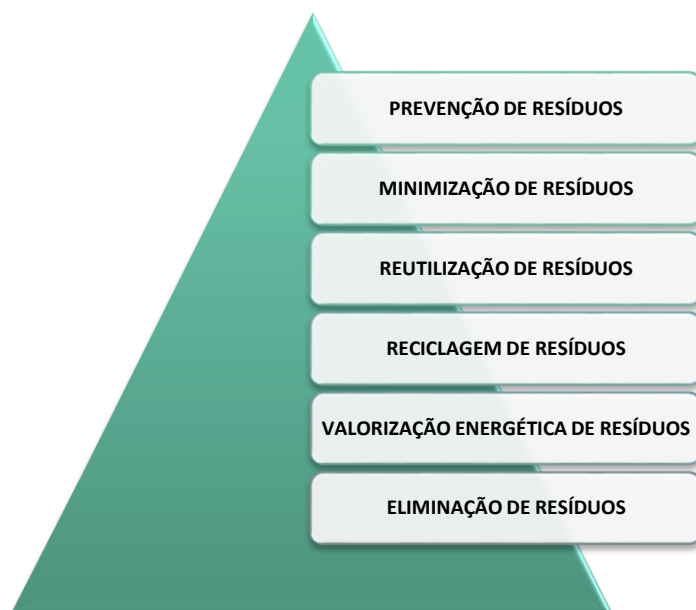 PREVENÇÃO DE RESÍDUOS
MINIMIZAÇÃO DE RESÍDUOS
REUTILIZAÇÃO DE RESÍDUOS
RECICLAGEM DE RESÍDUOS
VALORIZAÇÃO ENERGÉTICA DE RESÍDUOS
ELIMINAÇÃO DE RESÍDUOS